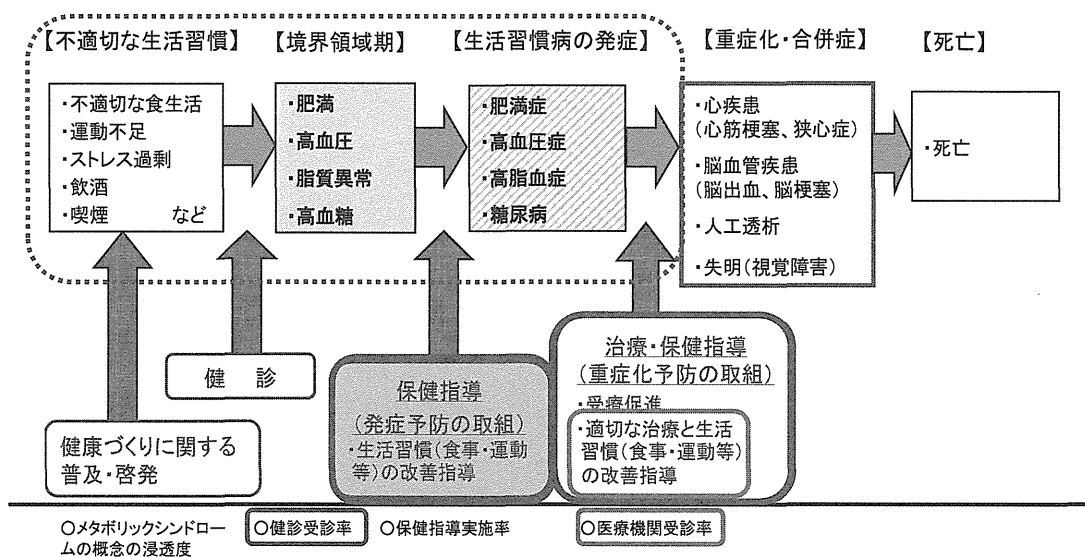 【不適切な生活習慣】
【境界領域期】
【生活習慣病の発症】
【重症化・合併症】
【死亡】
・不適切な食生活
・運動不足
・ストレス過剰
・飲酒
・喫煙 など
・肥満
・高血圧
・脂質異常
・高血糖
・肥満症
・高血圧症
・高脂血症
・糖尿病
・心疾患
(心筋梗塞、狭心症)
・脳血管疾患
(脳出血、脳梗塞)
・人工透析
・失明(視覚障害)
・死亡
健 診
健康づくりに関する
普及・啓発
保健指導
(発症予防の取組)
・生活習慣(食事・運動
等)の改善指導
治療・保健指導
(重症化予防の取組)
・受療促進
・適切な治療と生活
習慣(食事・運動等)
の改善指導
○メタボリックシンドロー
ムの概念の浸透度
○健診受診率
○保健指導実施率
○医療機関受診率